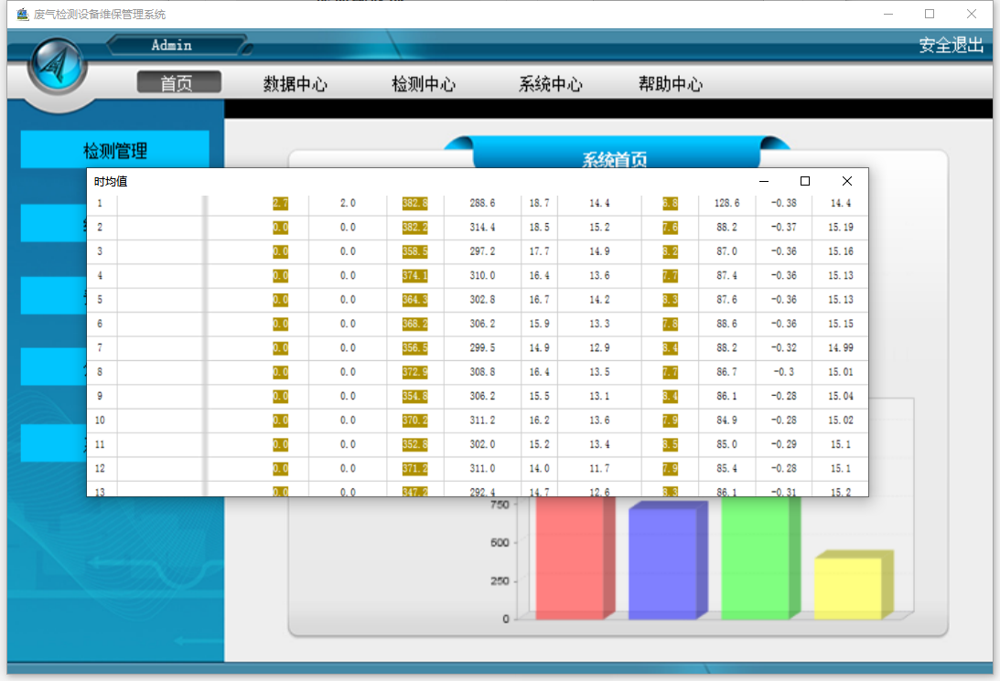 废气检测设备维保管理系统
Admin
安全退出
首页 数据中心 检测中心 系统中心 帮助中心
检测管理
系统首页
时均值
1 2.7 2.0 382.8 288.6 18.7 14.4 6.8 128.6 -0.38 14.4
2 0.0 0.0 382.2 314.4 18.5 15.2 7.6 88.2 -0.37 15.19
3 0.0 0.0 358.5 297.2 17.7 14.9 8.2 87.0 -0.36 15.16
4 0.0 0.0 374.1 310.0 16.4 13.6 7.7 87.4 -0.36 15.13
5 0.0 0.0 364.3 302.8 16.7 14.2 8.3 87.6 -0.36 15.13
6 0.0 0.0 368.2 306.2 15.9 13.3 7.8 88.6 -0.36 15.15
7 0.0 0.0 356.5 299.5 14.9 12.9 8.4 88.2 -0.32 14.99
8 0.0 0.0 372.9 308.8 16.4 13.5 7.7 86.7 -0.3 15.01
9 0.0 0.0 354.8 306.2 15.5 13.1 8.4 86.1 -0.28 15.04
10 0.0 0.0 370.2 311.2 16.2 13.6 7.9 84.9 -0.28 15.02
11 0.0 0.0 352.8 302.0 15.2 13.4 8.5 85.0 -0.29 15.1
12 0.0 0.0 371.2 311.0 14.0 11.7 7.9 85.4 -0.28 15.1
13 0.0 0.0 347.2 292.4 14.7 12.6 8.3 86.1 -0.31 15.2
750
500
250
0